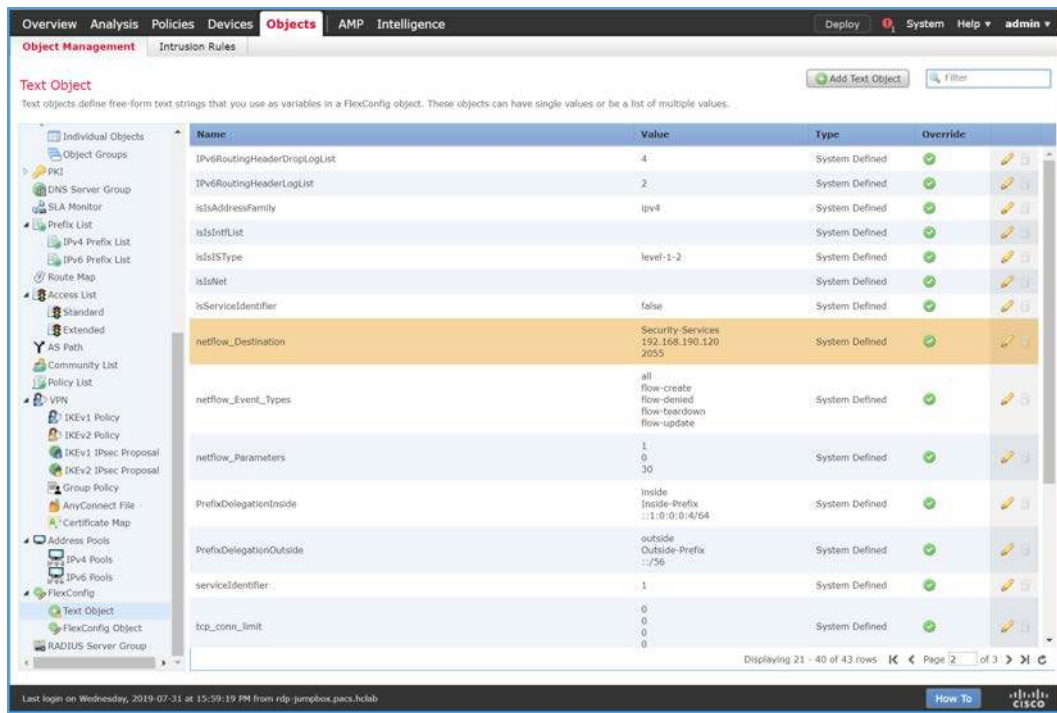 Overview Analysis Policies Devices Objects AMP Intelligence Deploy System Help admin
Object Management Intrusion Rules
Text Object
Add Text Object Filter
Text objects define free-form text strings that you use as variables in a FlexConfig object. These objects can have single values or be a list of multiple values.
Individual Objects
Object Groups
PKI
DNS Server Group
SLA Monitor
Prefix List
IPv4 Prefix List
IPv6 Prefix List
Route Map
Access List
Standard
Extended
AS Path
Community List
Policy List
VPN
IKEv1 Policy
IKEv2 Policy
IKEv1 IPsec Proposal
IKEv2 IPsec Proposal
Group Policy
AnyConnect File
Certificate Map
Address Pools
IPv4 Pools
IPv6 Pools
FlexConfig
Text Object
FlexConfig Object
RADIUS Server Group
Name Value Type Override
IPv6RoutingHeaderDropLogList 4 System Defined
IPv6RoutingHeaderLogList 2 System Defined
isIsAddressFamily ipv4 System Defined
isIsIntfList System Defined
isIsISType level-1-2 System Defined
isIsNet System Defined
isServiceIdentifier false System Defined
netflow_Destination Security-Services System Defined
192.168.190.120
2055
netflow_Event_Types all System Defined
flow-create
flow-denied
flow-teardown
flow-update
netflow_Parameters 1 System Defined
0
30
PrefixDelegationInside inside System Defined
Inside-Prefix
::1:0:0:0:4/64
PrefixDelegationOutside outside System Defined
Outside-Prefix
::/56
serviceIdentifier 1 System Defined
tcp_conn_limit 0 System Defined
0
0
0
Displaying 21 - 40 of 43 rows Page 2 of 3
Last login on Wednesday, 2019-07-31 at 15:59:19 PM from rdp-jumpbox.pacs.hclab How To
CISCO